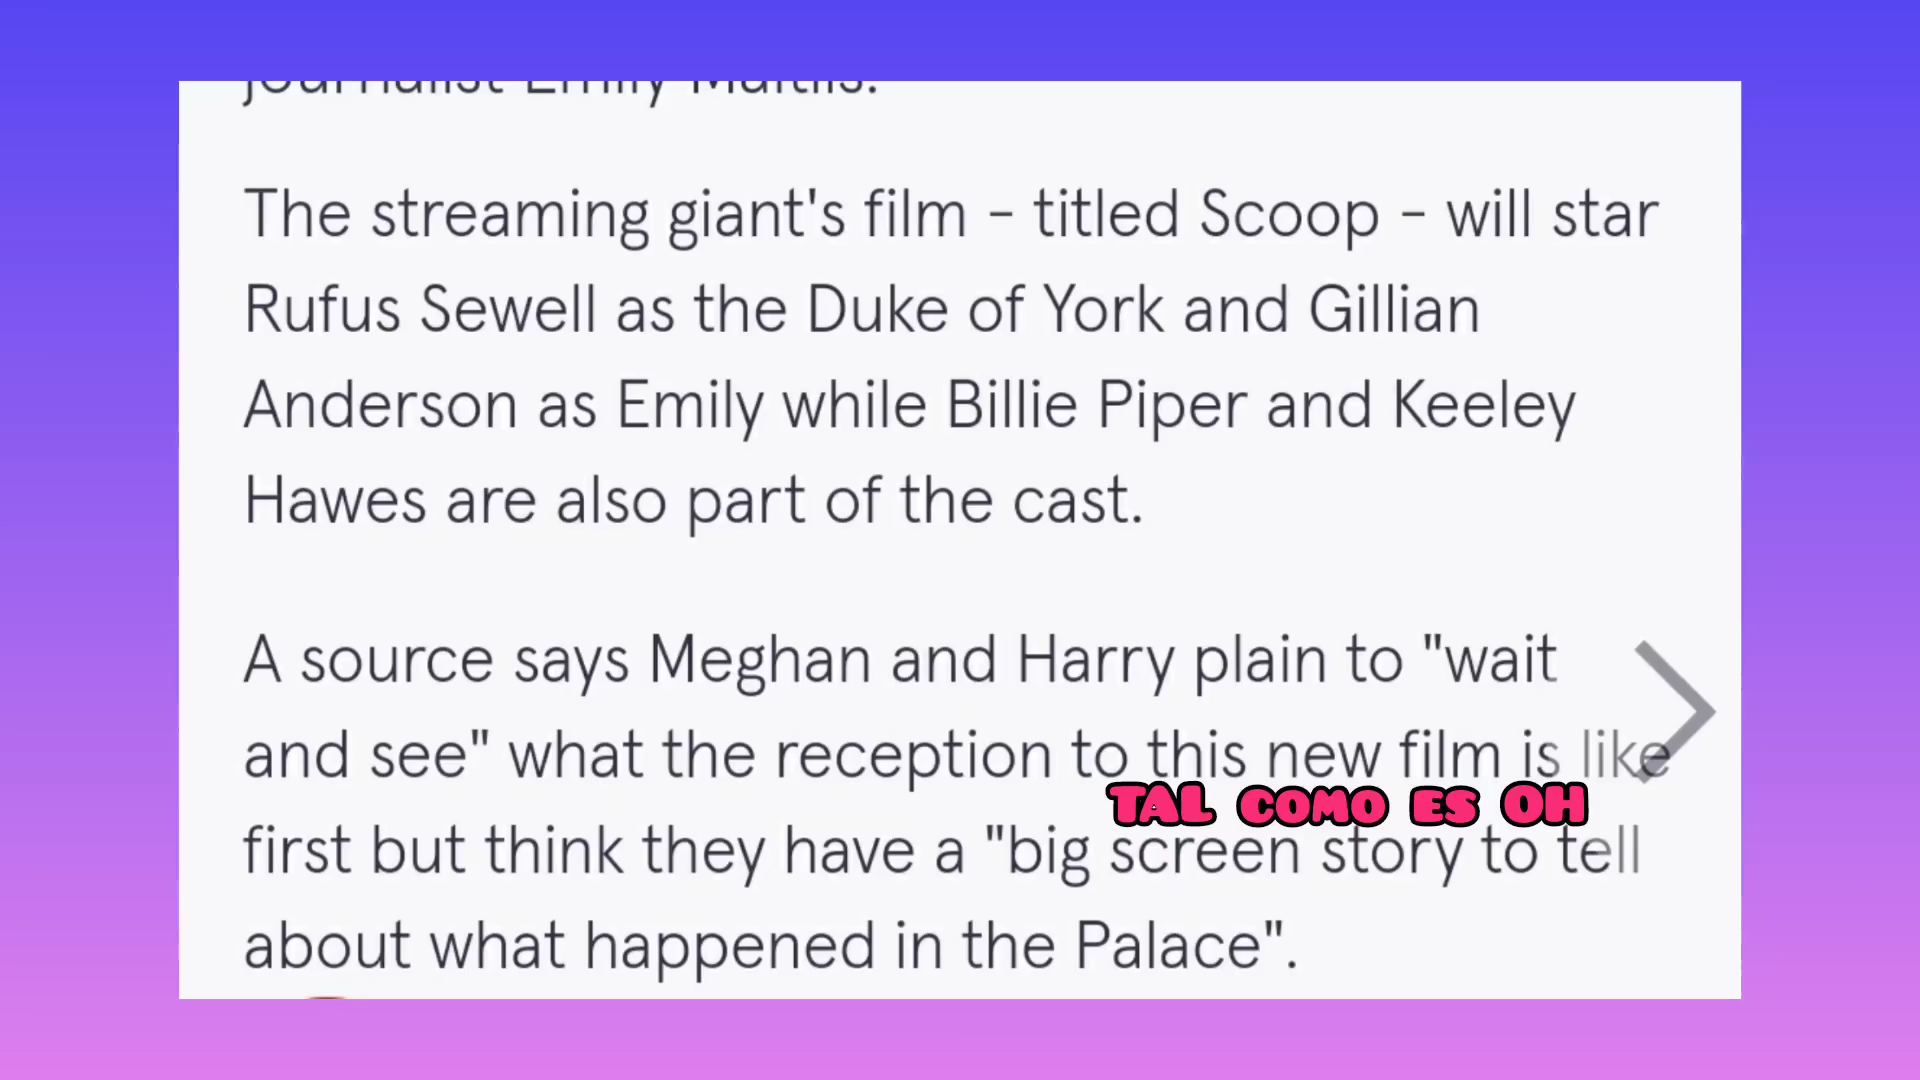 journalist Emily Maitlis.
The streaming giant's film - titled Scoop - will star
Rufus Sewell as the Duke of York and Gillian
Anderson as Emily while Billie Piper and Keeley
Hawes are also part of the cast.
A source says Meghan and Harry plain to "wait
and see" what the reception to this new film is like
TAL COMO ES OH
first but think they have a "big screen story to tell
about what happened in the Palace".